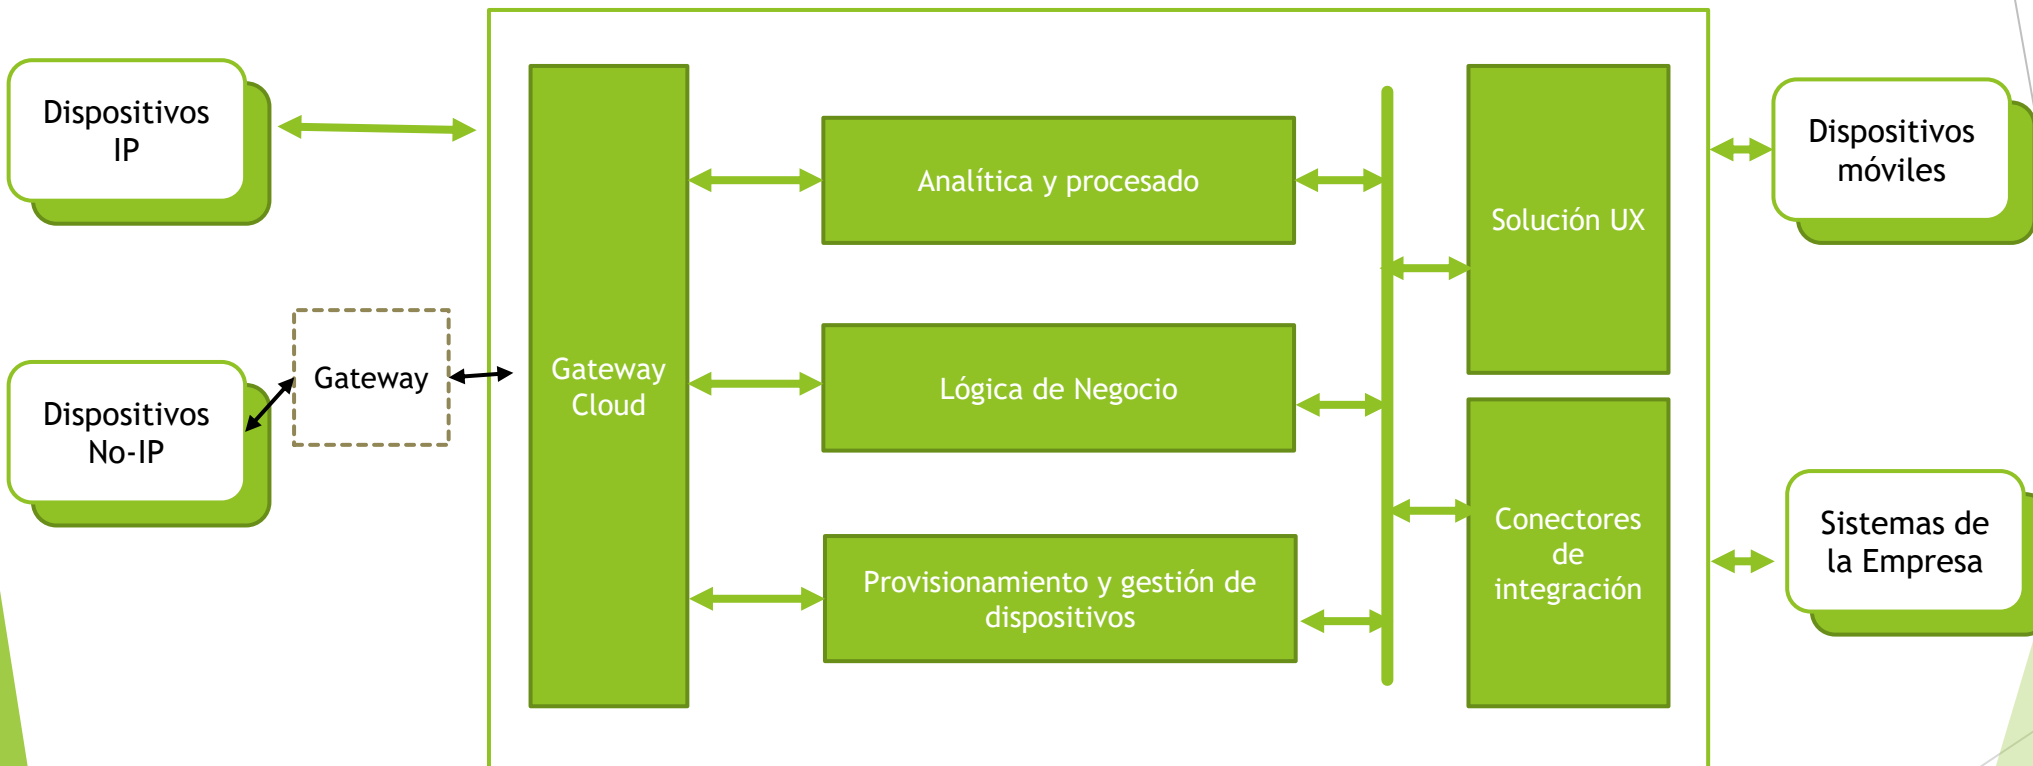 Dispositivos
IP
Dispositivos
No-IP
Gateway
Gateway
Cloud
Analítica y procesado
Lógica de Negocio
Provisionamiento y gestión de
dispositivos
Solución UX
Conectores
de
integración
Dispositivos
móviles
Sistemas de
la Empresa